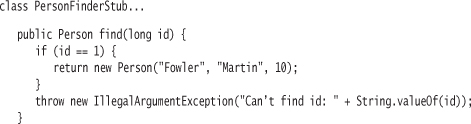 class PersonFinderStub...
public Person find(long id) {
if (id == 1) {
return new Person("Fowler", "Martin", 10);
}
throw new IllegalArgumentException("Can't find id: " + String.valueOf(id));
}